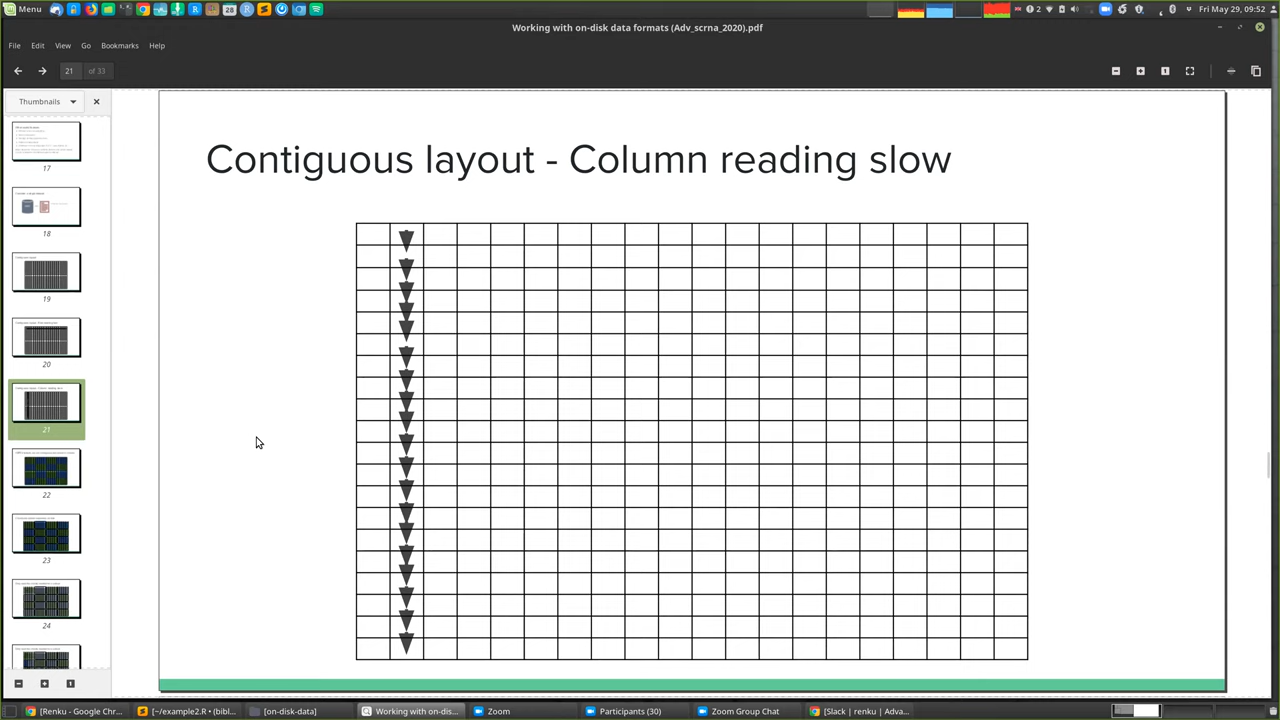 Menu
28
2
Fri May 29, 09:52
Working with on-disk data formats (Adv_scrna_2020).pdf
File Edit View Go Bookmarks Help
21 of 33
Thumbnails
17
18
19
20
21
22
23
24
Contiguous layout - Column reading slow
[Renku - Google Chr...
[~/example2.R • (bibl...
[on-disk-data]
Working with on-dis...
Zoom
Participants (30)
Zoom Group Chat
[Slack | renku | Adva...